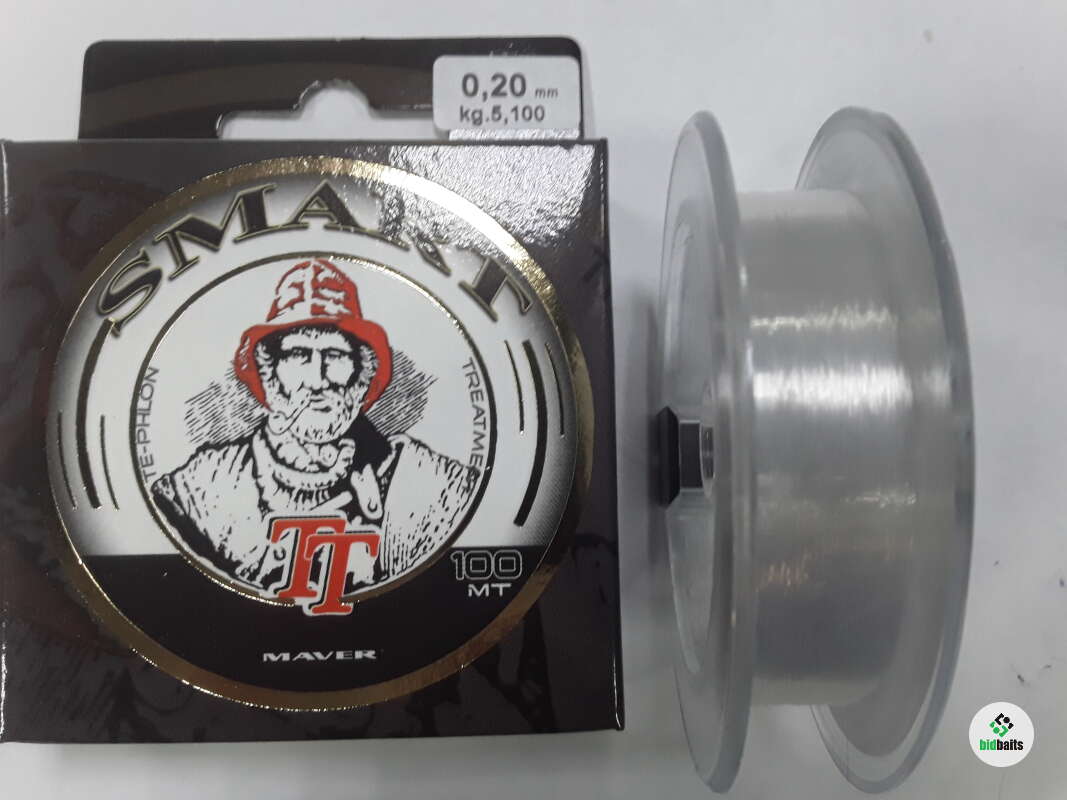 0,20 mm
kg.5,100
SMART
TE-PHLON
TREATMENT
TT
100
MT
MAVER
bidbaits